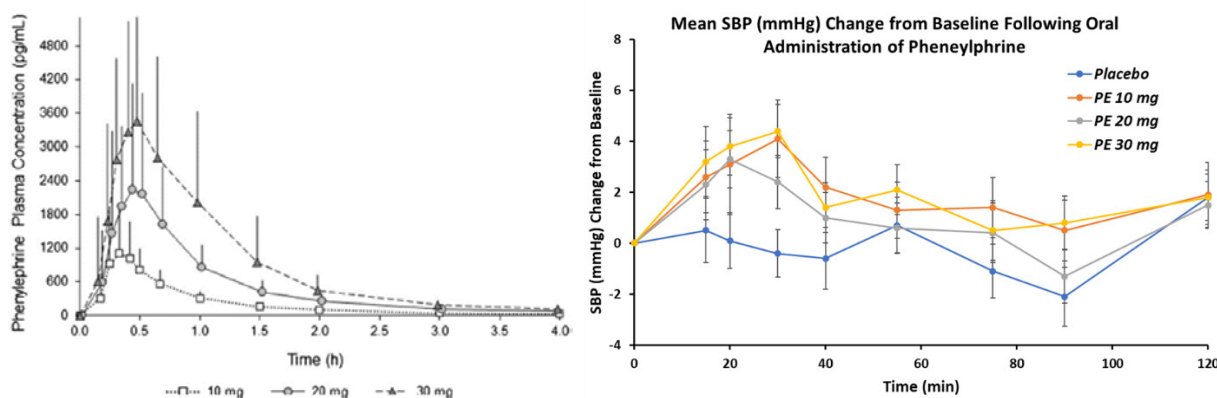 Phenylephrine Plasma Concentration (pg/mL)
4800
4200
3600
3000
2400
1800
1200
600
0
0.0 0.5 1.0 1.5 2.0 3.0 4.0
Time (h)
10 mg 20 mg 30 mg
Mean SBP (mmHg) Change from Baseline Following Oral
Administration of Pheneylphrine
SBP (mmHg) Change from Baseline
8
6
4
2
0
-2
-4
0 20 40 60 80 100 120
Time (min)
Placebo
PE 10 mg
PE 20 mg
PE 30 mg